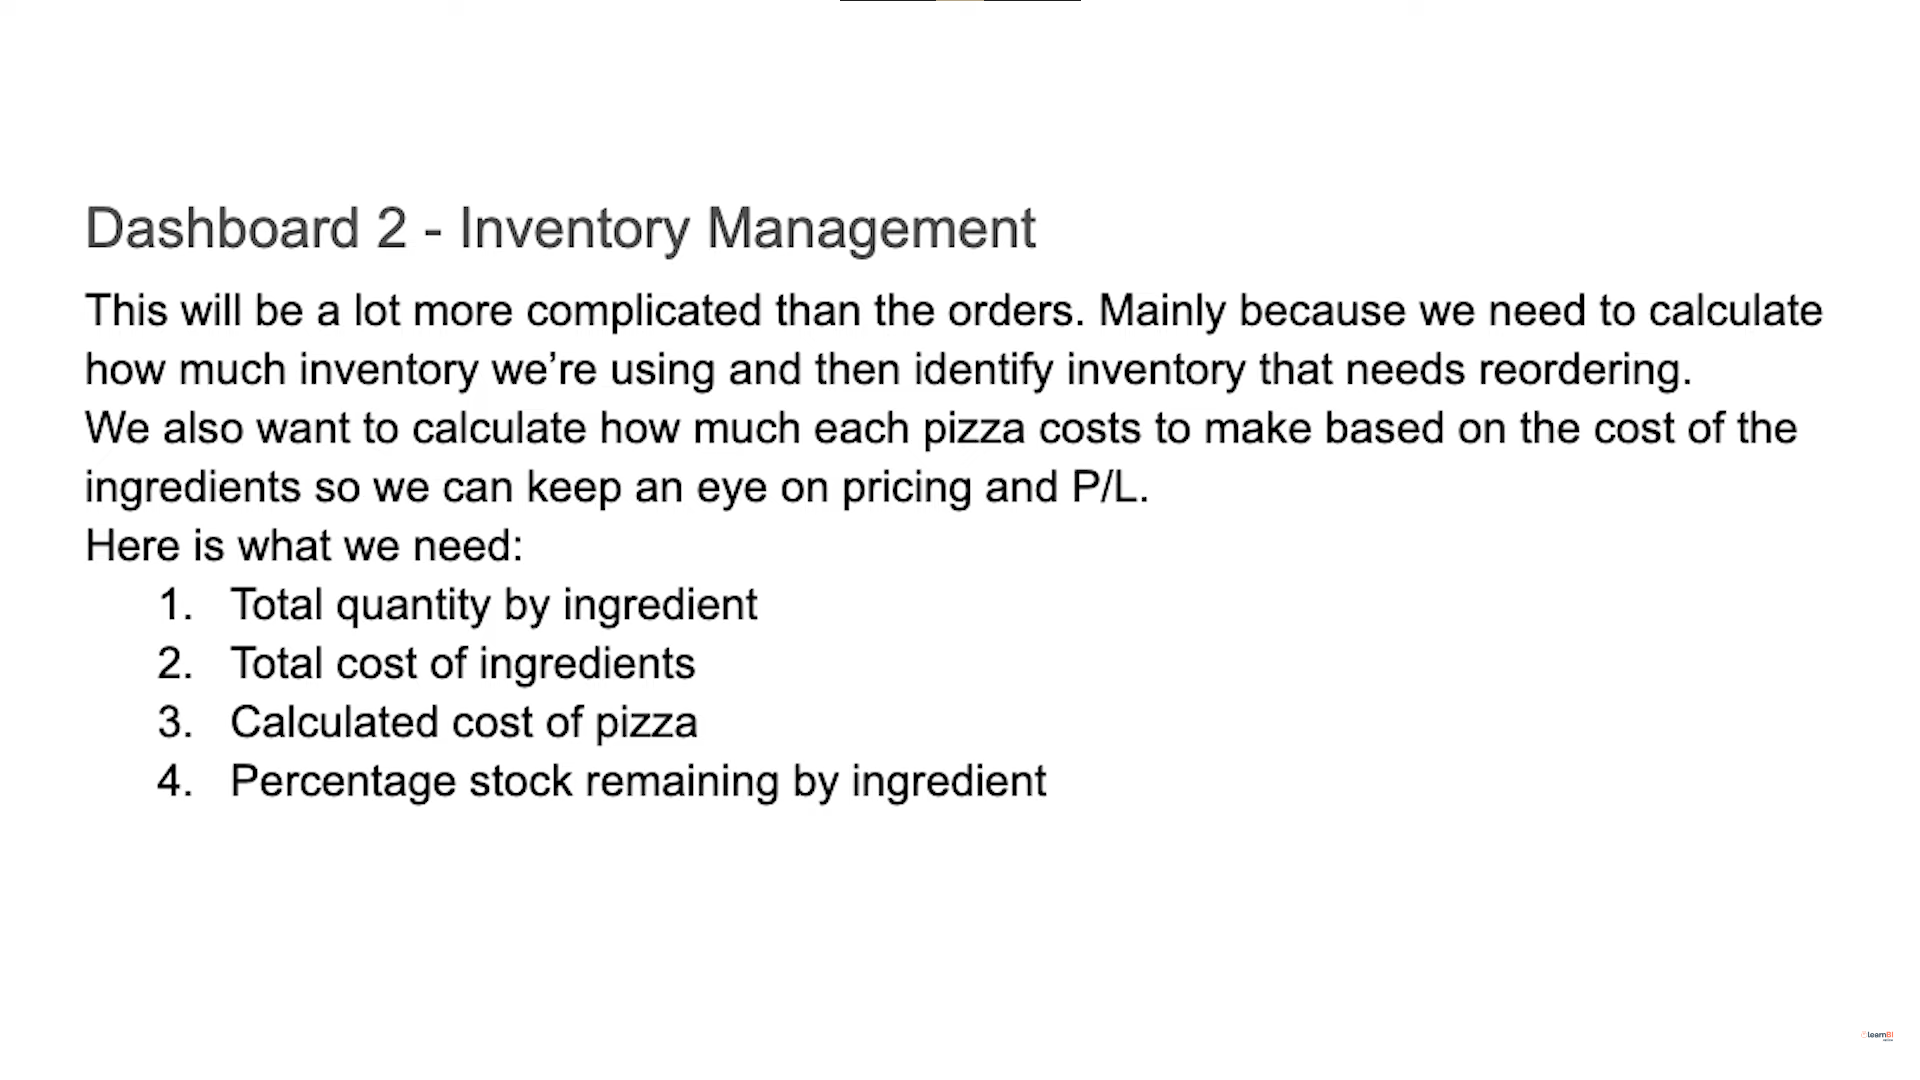 Dashboard 2 - Inventory Management
This will be a lot more complicated than the orders. Mainly because we need to calculate
how much inventory we’re using and then identify inventory that needs reordering.
We also want to calculate how much each pizza costs to make based on the cost of the
ingredients so we can keep an eye on pricing and P/L.
Here is what we need:
1. Total quantity by ingredient
2. Total cost of ingredients
3. Calculated cost of pizza
4. Percentage stock remaining by ingredient
learnBI